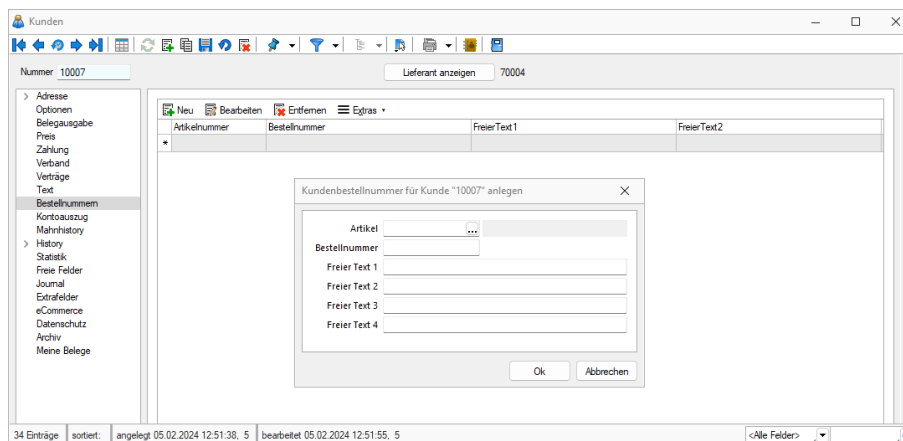 Kunden
Nummer 10007 Lieferant anzeigen 70004
Adresse
Optionen
Belegausgabe
Preis
Zahlung
Verband
Verträge
Text
Bestellnummern
Kontoauszug
Mahnhistory
History
Statistik
Freie Felder
Journal
Extrafelder
eCommerce
Datenschutz
Archiv
Meine Belege
Neu Bearbeiten Entfernen Extras
Artikelnummer Bestellnummer FreierText1 FreierText2
*
Kundenbestellnummer für Kunde "10007" anlegen
Artikel ...
Bestellnummer
Freier Text 1
Freier Text 2
Freier Text 3
Freier Text 4
Ok Abbrechen
34 Einträge sortiert: angelegt 05.02.2024 12:51:38, 5 bearbeitet 05.02.2024 12:51:55, 5 <Alle Felder>